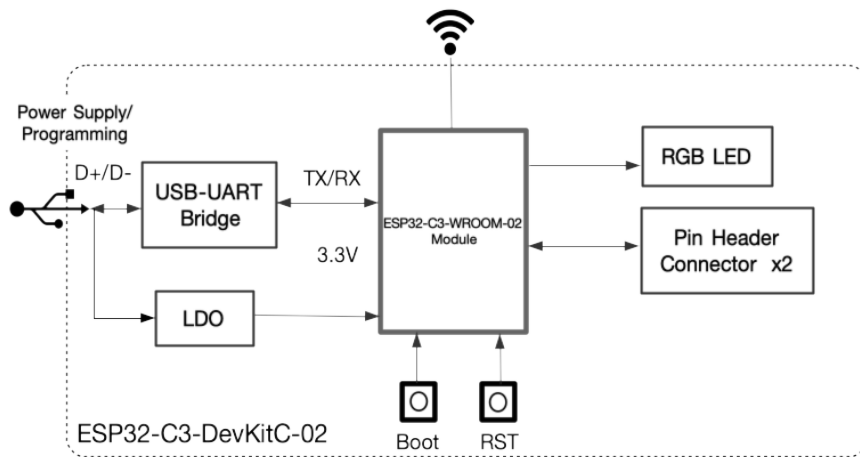 Power Supply/
Programming
D+/D-
USB-UART
Bridge
TX/RX
3.3V
LDO
ESP32-C3-WROOM-02
Module
RGB LED
Pin Header
Connector x2
Boot
RST
ESP32-C3-DevKitC-02